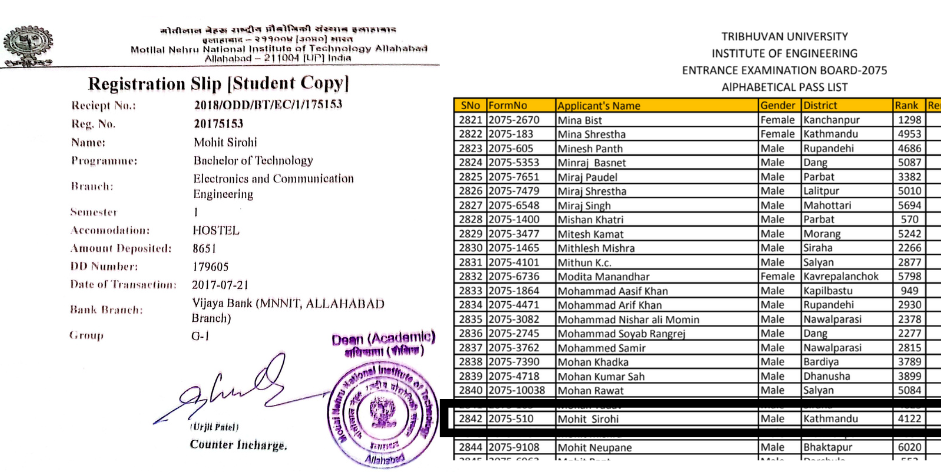 मोतीलाल नेहरू राष्ट्रीय प्रौद्योगिकी संस्थान इलाहाबाद
इलाहाबाद – २११००४ [उ०प्र०] भारत
Motilal Nehru National Institute of Technology Allahabad
Allahabad – 211004 [UP] India
Registration Slip [Student Copy]
Reciept No.: 2018/ODD/BT/EC/1/175153
Reg. No. 20175153
Name: Mohit Sirohi
Programme: Bachelor of Technology
Branch: Electronics and Communication
Engineering
Semester I
Accomodation: HOSTEL
Amount Deposited: 8651
DD Number: 179605
Date of Transaction: 2017-07-21
Bank Branch: Vijaya Bank (MNNIT, ALLAHABAD
Branch)
Group G-1
Dean (Academic)
Motilal Nehru National Institute of Technology
Allahabad
(Urjit Patel)
Counter Incharge.
TRIBHUVAN UNIVERSITY
INSTITUTE OF ENGINEERING
ENTRANCE EXAMINATION BOARD-2075
AlPHABETICAL PASS LIST
SNo FormNo Applicant's Name Gender District Rank
2821 2075-2670 Mina Bist Female Kanchanpur 1298
2822 2075-183 Mina Shrestha Female Kathmandu 4953
2823 2075-605 Minesh Panth Male Rupandehi 4686
2824 2075-5353 Minraj Basnet Male Dang 5087
2825 2075-7651 Miraj Paudel Male Parbat 3382
2826 2075-7479 Miraj Shrestha Male Lalitpur 5010
2827 2075-6548 Miraj Singh Male Mahottari 5694
2828 2075-1400 Mishan Khatri Male Parbat 570
2829 2075-3477 Mitesh Kamat Male Morang 5242
2830 2075-1465 Mithlesh Mishra Male Siraha 2266
2831 2075-4101 Mithun K.c. Male Salyan 2877
2832 2075-6736 Modita Manandhar Female Kavrepalanchok 5798
2833 2075-1864 Mohammad Aasif Khan Male Kapilbastu 949
2834 2075-4471 Mohammad Arif Khan Male Rupandehi 2930
2835 2075-3082 Mohammad Nishar ali Momin Male Nawalparasi 2378
2836 2075-2745 Mohammad Soyab Rangrej Male Dang 2277
2837 2075-3762 Mohammed Samir Male Nawalparasi 2815
2838 2075-7390 Mohan Khadka Male Bardiya 3789
2839 2075-4718 Mohan Kumar Sah Male Dhanusha 3899
2840 2075-10038 Mohan Rawat Male Salyan 5084
2842 2075-510 Mohit Sirohi Male Kathmandu 4122
2844 2075-9108 Mohit Neupane Male Bhaktapur 6020